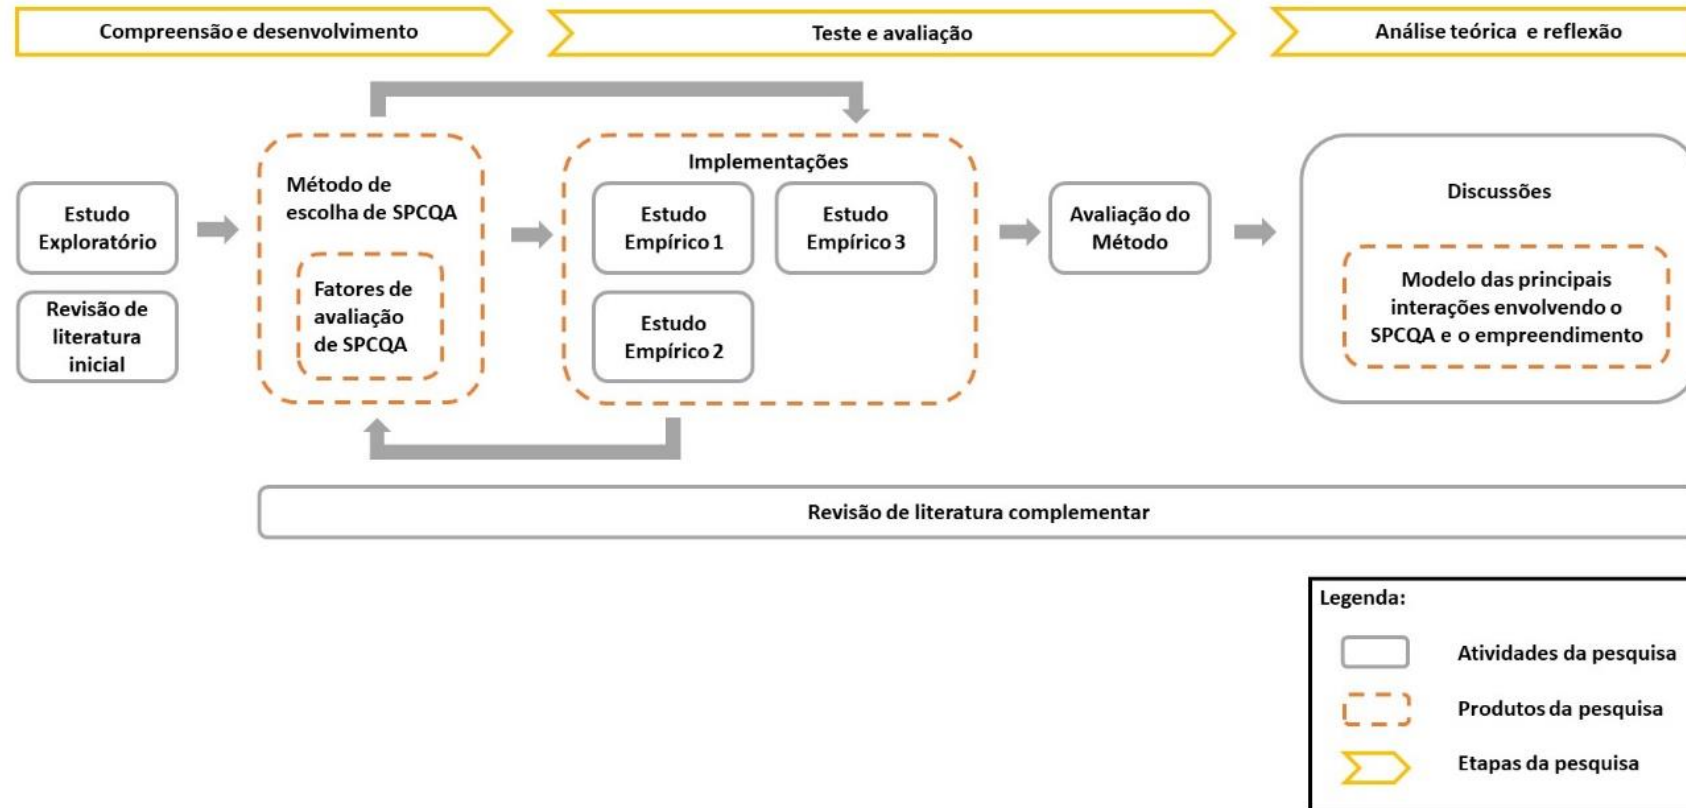 Compreensão e desenvolvimento
Teste e avaliação
Análise teórica e reflexão
Estudo
Exploratório
Revisão de
literatura
inicial
Método de
escolha de SPCQA
Fatores de
avaliação
de SPCQA
Implementações
Estudo
Empírico 1
Estudo
Empírico 3
Estudo
Empírico 2
Avaliação do
Método
Discussões
Modelo das principais
interações envolvendo o
SPCQA e o empreendimento
Revisão de literatura complementar
Legenda:
Atividades da pesquisa
Produtos da pesquisa
Etapas da pesquisa